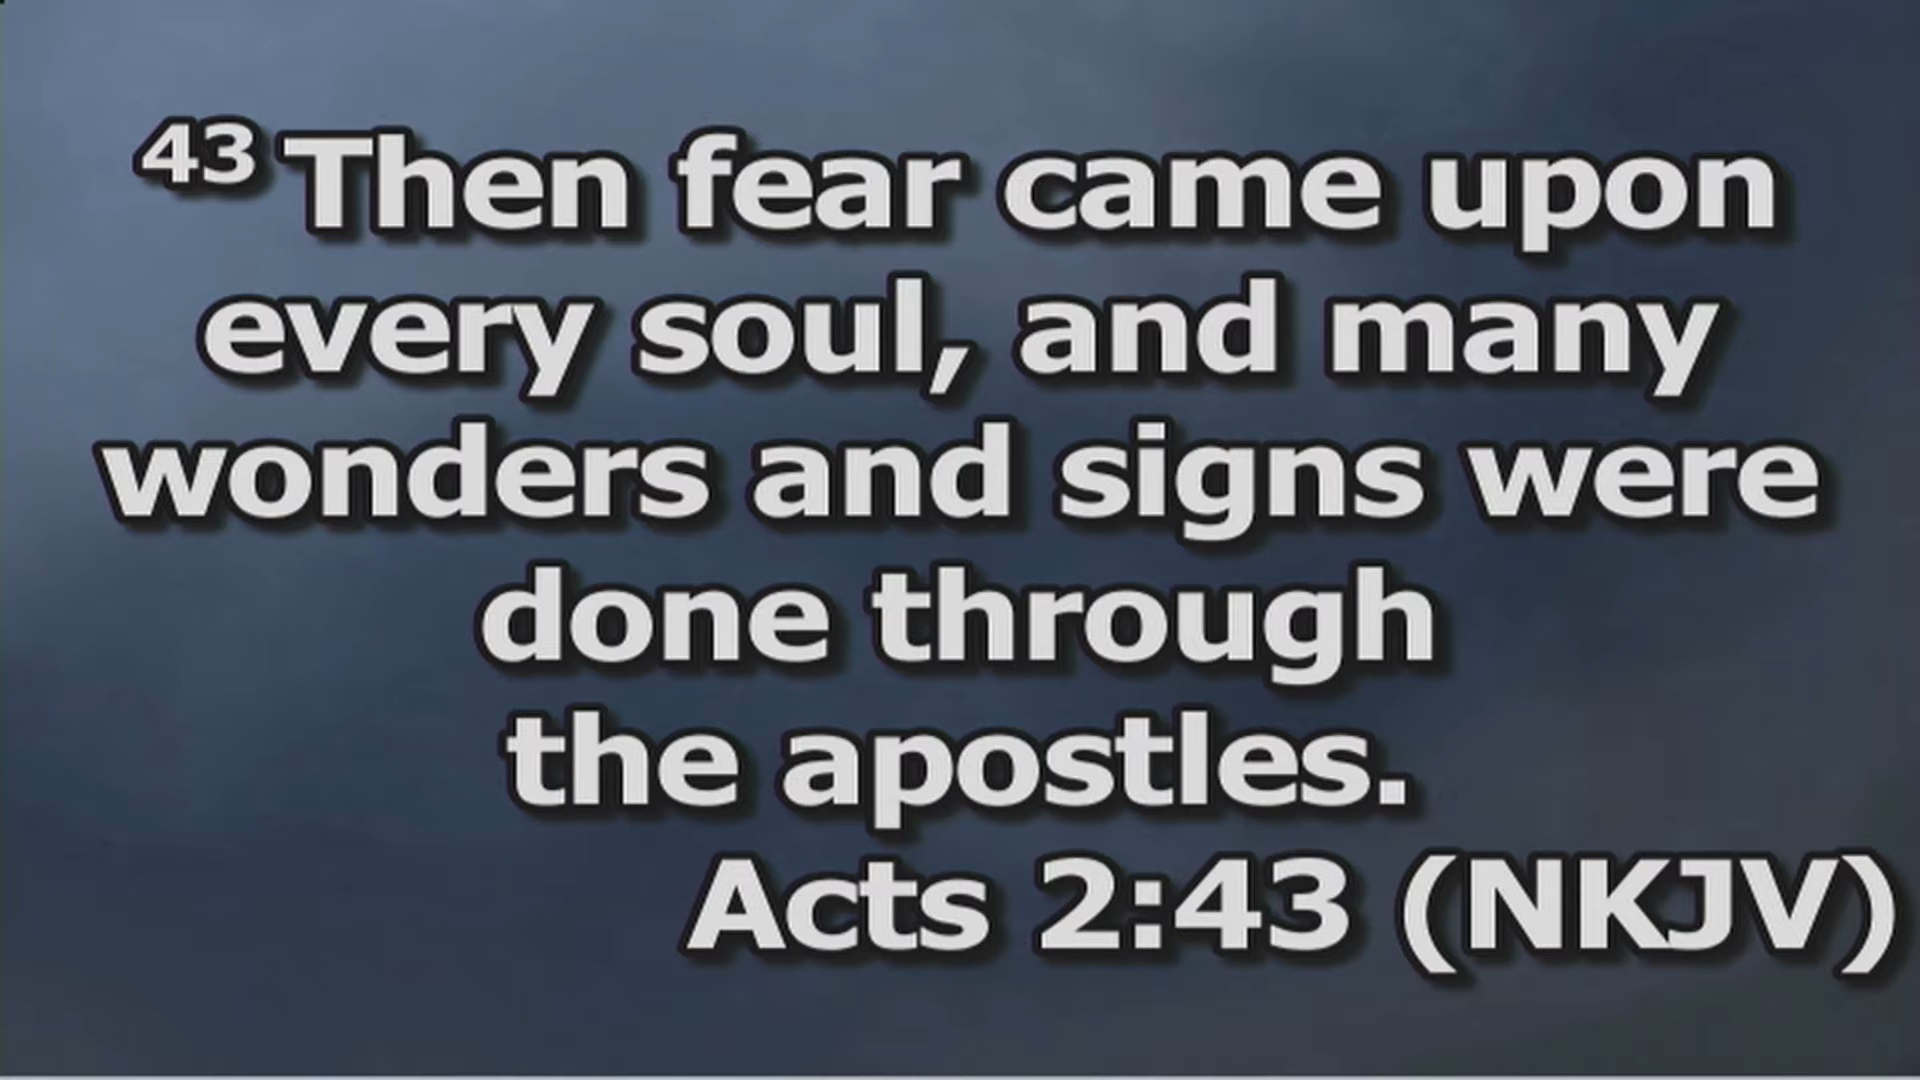 43 Then fear came upon
every soul, and many
wonders and signs were
done through
the apostles.
Acts 2:43 (NKJV)